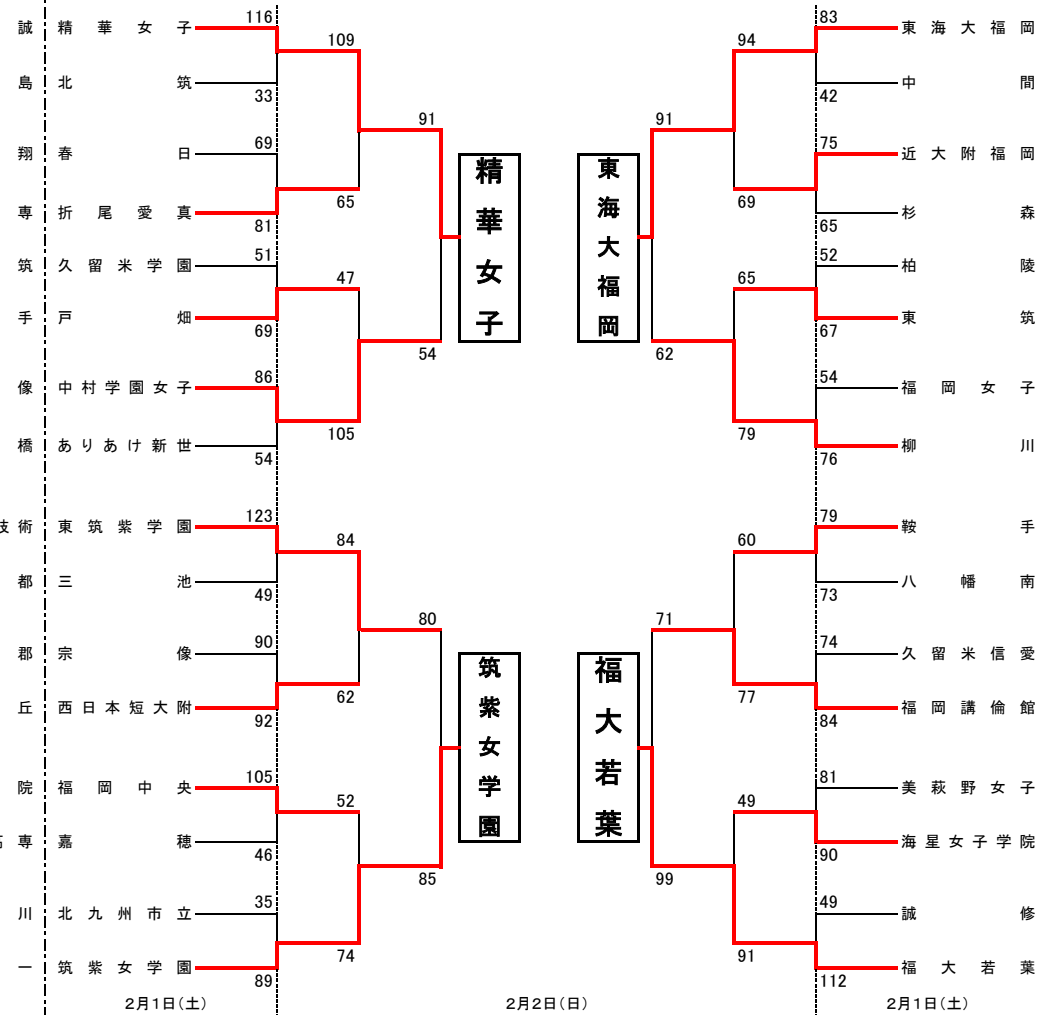 116 83
誠 精華女子 109 94 東海大福岡
島 北筑 33 42 中間
91 91
翔 春日 69 75 近大附福岡
精華女子 東海大福岡
専 折尾愛真 81 65 69 65 杉森
筑 久留米学園 51 52 柏陵
47 65
手 戸畑 69 67 東筑
54 62
像 中村学園女子 86 54 福岡女子
105 79
橋 ありあけ新世 54 76 柳川
技術 東筑紫学園 123 79 鞍手
84 60
都 三池 49 73 八幡南
80 71
郡 宗像 90 74 久留米信愛
筑紫女学園 福大若葉
62 77
丘 西日本短大附 92 84 福岡講倫館
院 福岡中央 105 81 美萩野女子
52 49
高専 嘉穂 46 90 海星女子学院
85 99
川 北九州市立 35 49 誠修
74 91
一 筑紫女学園 89 112 福大若葉
2月1日(土) 2月2日(日) 2月1日(土)